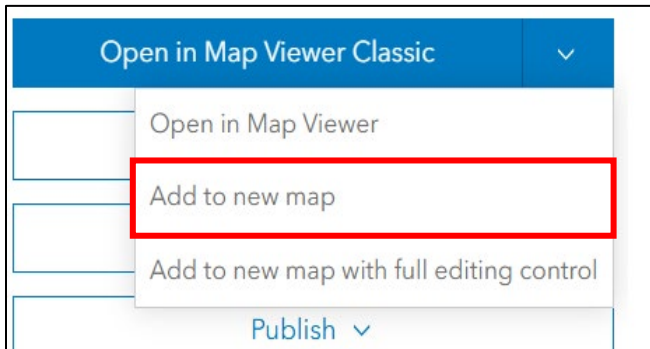 Open in Map Viewer Classic
Open in Map Viewer
Add to new map
Add to new map with full editing control
Publish